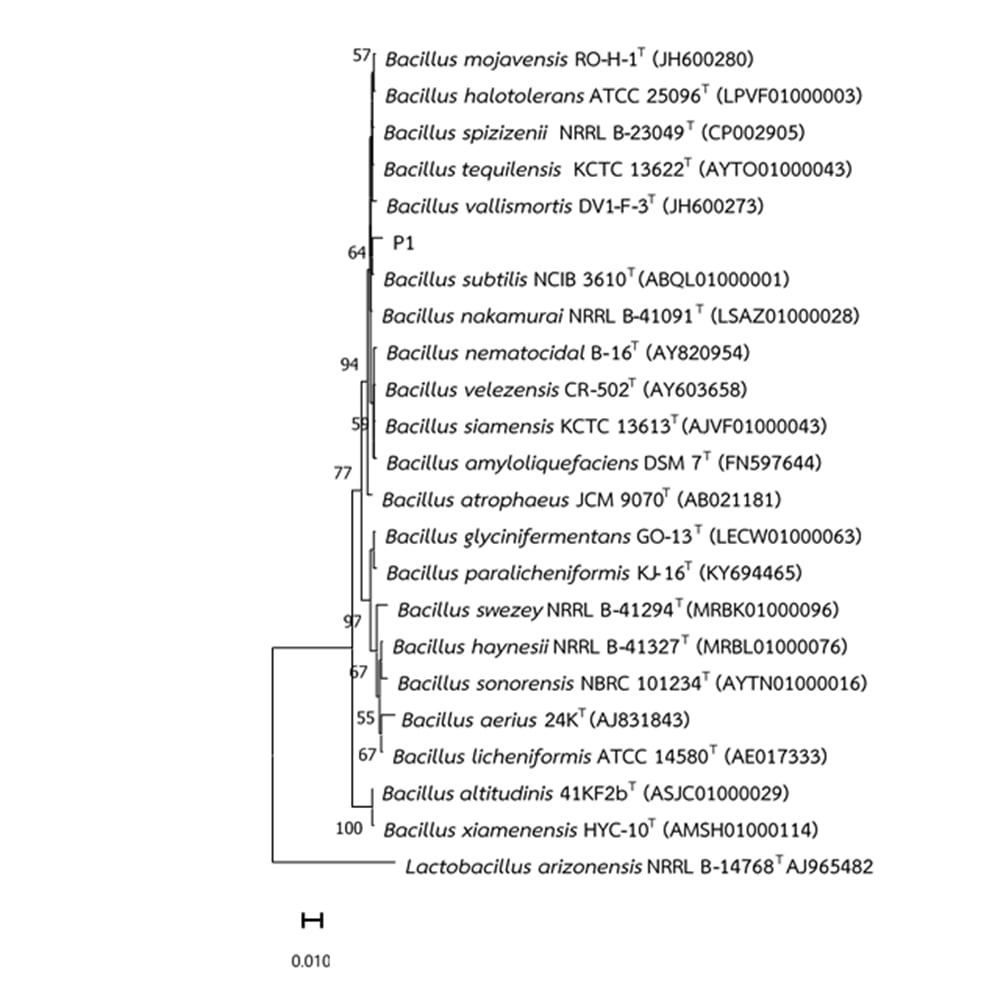 57 Bacillus mojavensis RO-H-1ᵀ (JH600280)
Bacillus halotolerans ATCC 25096ᵀ (LPVF01000003)
Bacillus spizizenii NRRL B-23049ᵀ (CP002905)
Bacillus tequilensis KCTC 13622ᵀ (AYTO01000043)
Bacillus vallismortis DV1-F-3ᵀ (JH600273)
P1
64
Bacillus subtilis NCIB 3610ᵀ (ABQL01000001)
Bacillus nakamurai NRRL B-41091ᵀ (LSAZ01000028)
Bacillus nematocidal B-16ᵀ (AY820954)
94
Bacillus velezensis CR-502ᵀ (AY603658)
59 Bacillus siamensis KCTC 13613ᵀ (AJVF01000043)
Bacillus amyloliquefaciens DSM 7ᵀ (FN597644)
77
Bacillus atrophaeus JCM 9070ᵀ (AB021181)
Bacillus glycinifermentans GO-13ᵀ (LECW01000063)
Bacillus paralicheniformis KJ-16ᵀ (KY694465)
Bacillus swezey NRRL B-41294ᵀ (MRBK01000096)
97
Bacillus haynesii NRRL B-41327ᵀ (MRBL01000076)
67
Bacillus sonorensis NBRC 101234ᵀ (AYTN01000016)
55 Bacillus aerius 24Kᵀ (AJ831843)
67 Bacillus licheniformis ATCC 14580ᵀ (AE017333)
Bacillus altitudinis 41KF2bᵀ (ASJC01000029)
100 Bacillus xiamenensis HYC-10ᵀ (AMSH01000114)
Lactobacillus arizonensis NRRL B-14768ᵀ AJ965482
0.010